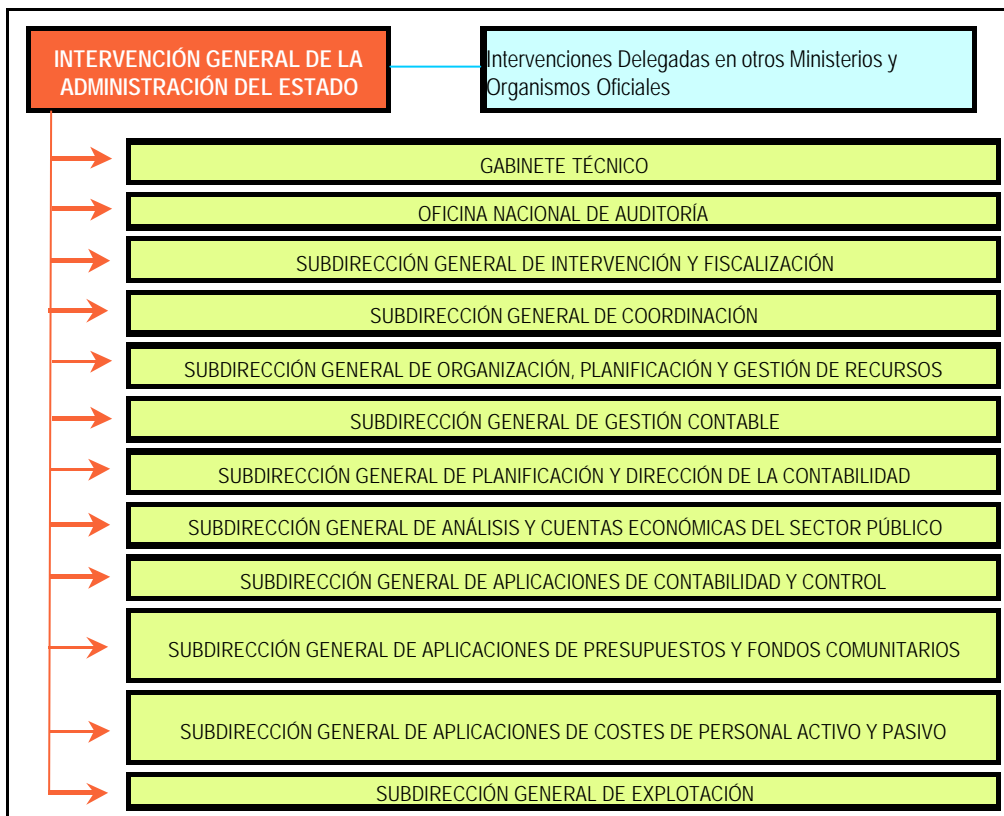 INTERVENCIÓN GENERAL DE LA
ADMINISTRACIÓN DEL ESTADO
Intervenciones Delegadas en otros Ministerios y
Organismos Oficiales
GABINETE TÉCNICO
OFICINA NACIONAL DE AUDITORÍA
SUBDIRECCIÓN GENERAL DE INTERVENCIÓN Y FISCALIZACIÓN
SUBDIRECCIÓN GENERAL DE COORDINACIÓN
SUBDIRECCIÓN GENERAL DE ORGANIZACIÓN, PLANIFICACIÓN Y GESTIÓN DE RECURSOS
SUBDIRECCIÓN GENERAL DE GESTIÓN CONTABLE
SUBDIRECCIÓN GENERAL DE PLANIFICACIÓN Y DIRECCIÓN DE LA CONTABILIDAD
SUBDIRECCIÓN GENERAL DE ANÁLISIS Y CUENTAS ECONÓMICAS DEL SECTOR PÚBLICO
SUBDIRECCIÓN GENERAL DE APLICACIONES DE CONTABILIDAD Y CONTROL
SUBDIRECCIÓN GENERAL DE APLICACIONES DE PRESUPUESTOS Y FONDOS COMUNITARIOS
SUBDIRECCIÓN GENERAL DE APLICACIONES DE COSTES DE PERSONAL ACTIVO Y PASIVO
SUBDIRECCIÓN GENERAL DE EXPLOTACIÓN